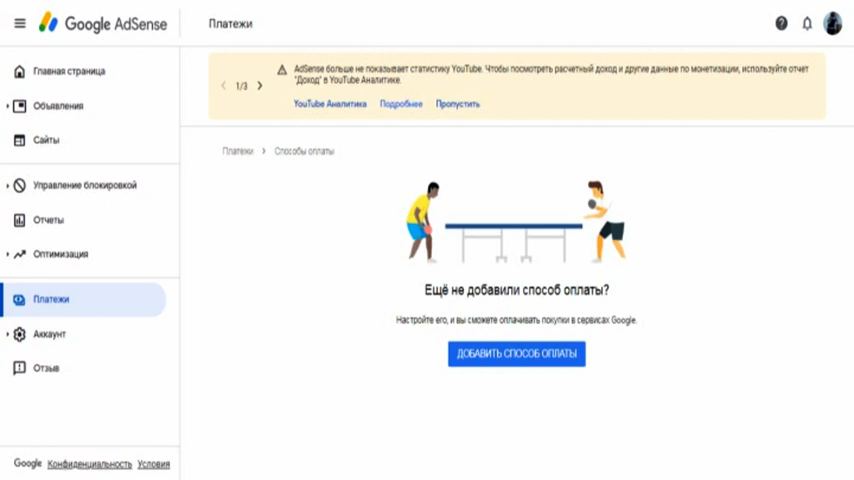 Google AdSense
Платежи
Главная страница
Объявления
Сайты
Управление блокировкой
Отчеты
Оптимизация
Платежи
Аккаунт
Отзыв
Google Конфиденциальность Условия
1/3
AdSense больше не показывает статистику YouTube. Чтобы посмотреть расчетный доход и другие данные по монетизации, используйте отчет
"Доход" в YouTube Аналитике.
YouTube Аналитика Подробнее Пропустить
Платежи > Способы оплаты
Ещё не добавили способ оплаты?
Настройте его, и вы сможете оплачивать покупки в сервисах Google.
ДОБАВИТЬ СПОСОБ ОПЛАТЫ